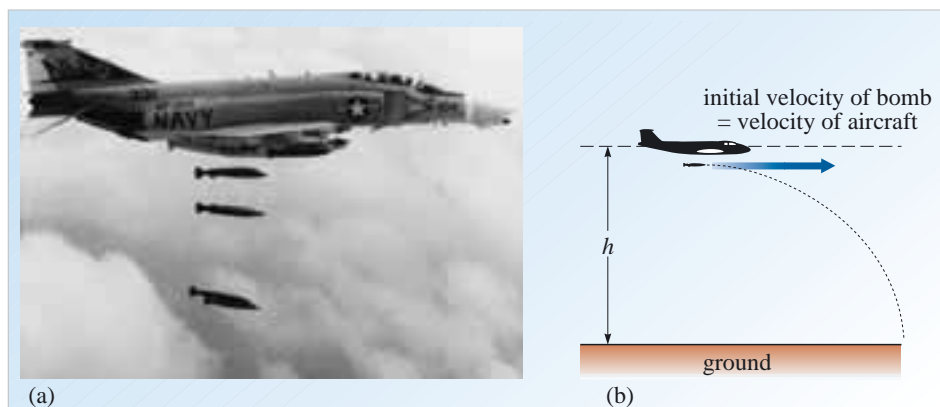 NAVY
initial velocity of bomb
= velocity of aircraft
h
ground
(a)
(b)